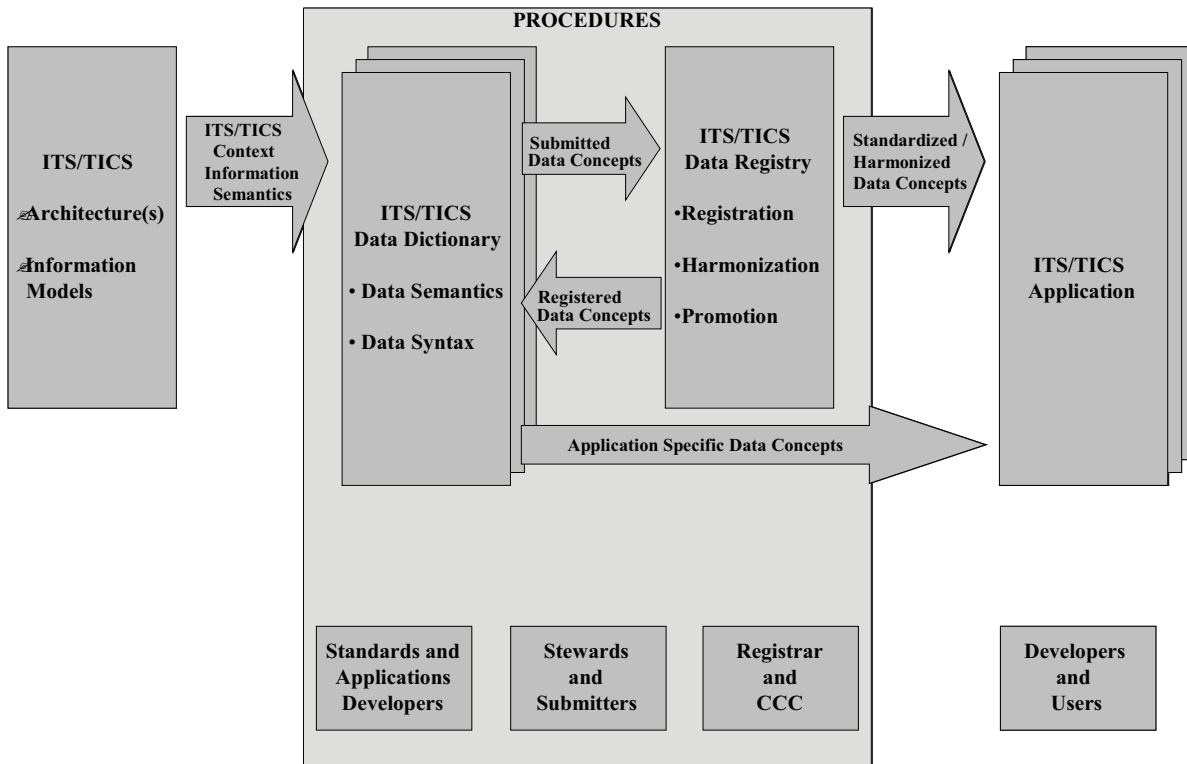 PROCEDURES
ITS/TICS
Architecture(s)
Information
Models
ITS/TICS
Context
Information
Semantics
ITS/TICS
Data Dictionary
• Data Semantics
• Data Syntax
Submitted
Data Concepts
Registered
Data Concepts
ITS/TICS
Data Registry
•Registration
•Harmonization
•Promotion
Standardized /
Harmonized
Data Concepts
Application Specific Data Concepts
ITS/TICS
Application
Standards and
Applications
Developers
Stewards
and
Submitters
Registrar
and
CCC
Developers
and
Users